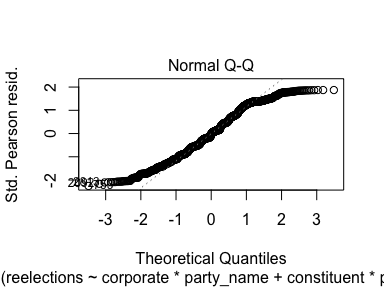 Normal Q-Q
Std. Pearson resid.
2
1
0
-2
-3
-2
-1
0
1
2
3
Theoretical Quantiles
(reelections ~ corporate * party_name + constituent * p